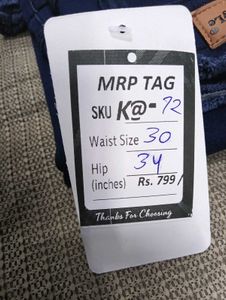 MRP TAG
SKU K@-72
Waist Size 30
Hip 34
(inches) Rs. 799/
Thanks For Choosing